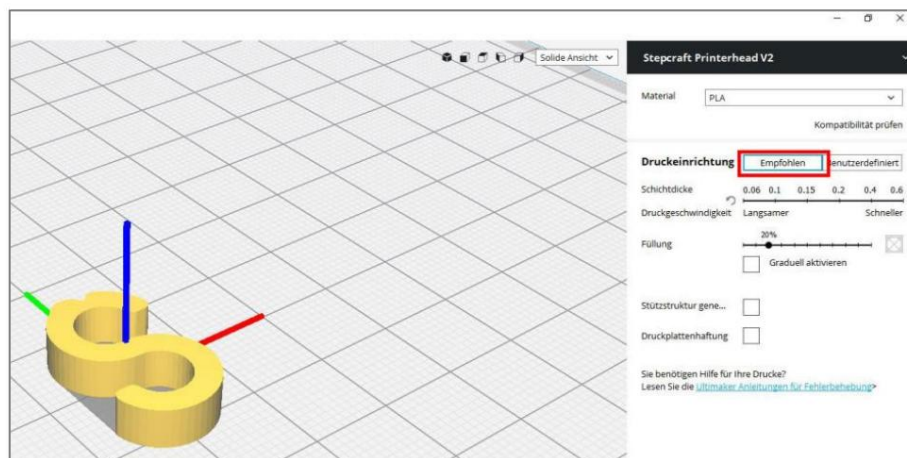 Solide Ansicht
Stepcraft Printerhead V2
Material PLA
Kompatibilität prüfen
Druckeinrichtung Empfohlen enutzerdefiniert
Schichtdicke 0.06 0.1 0.15 0.2 0.4 0.6
Druckgeschwindigkeit Langsamer Schneller
20%
Füllung
Graduell aktivieren
Stützstruktur gene...
Druckplattenhaftung
Sie benötigen Hilfe für Ihre Drucke?
Lesen Sie die Ultimaker Anleitungen für Fehlerbehebung>